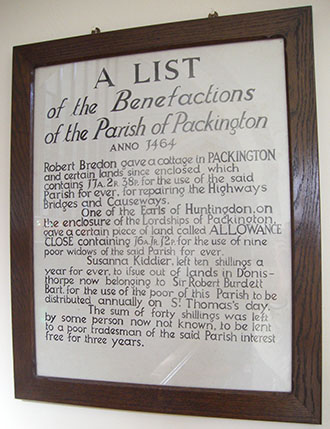 A LIST
of the Benefactions
of the Parish of Packington
ANNO 1464
Robert Bredon gave a cottage in PACKINGTON
and certain lands since enclosed which
contains 17A. 2R. 38P. for the use of the said
Parish for ever, for repairing the Highways
Bridges and Causeways.
One of the Earls of Huntingdon, on
the enclosure of the Lordships of Packington,
gave a certain piece of land called ALLOWANCE
CLOSE containing 16A. 1R. 12P. for the use of nine
poor widows of the said Parish for ever.
Susanna Kiddier, left ten shillings a
year for ever, to issue out of lands in Donis-
thorpe now belonging to Sir Robert Burdett
Bart. for the use of the poor of this Parish to be
distributed annually on St. Thomas's day.
The sum of forty shillings was left
by some person now not known, to be lent
to a poor tradesman of the said Parish interest
free for three years.